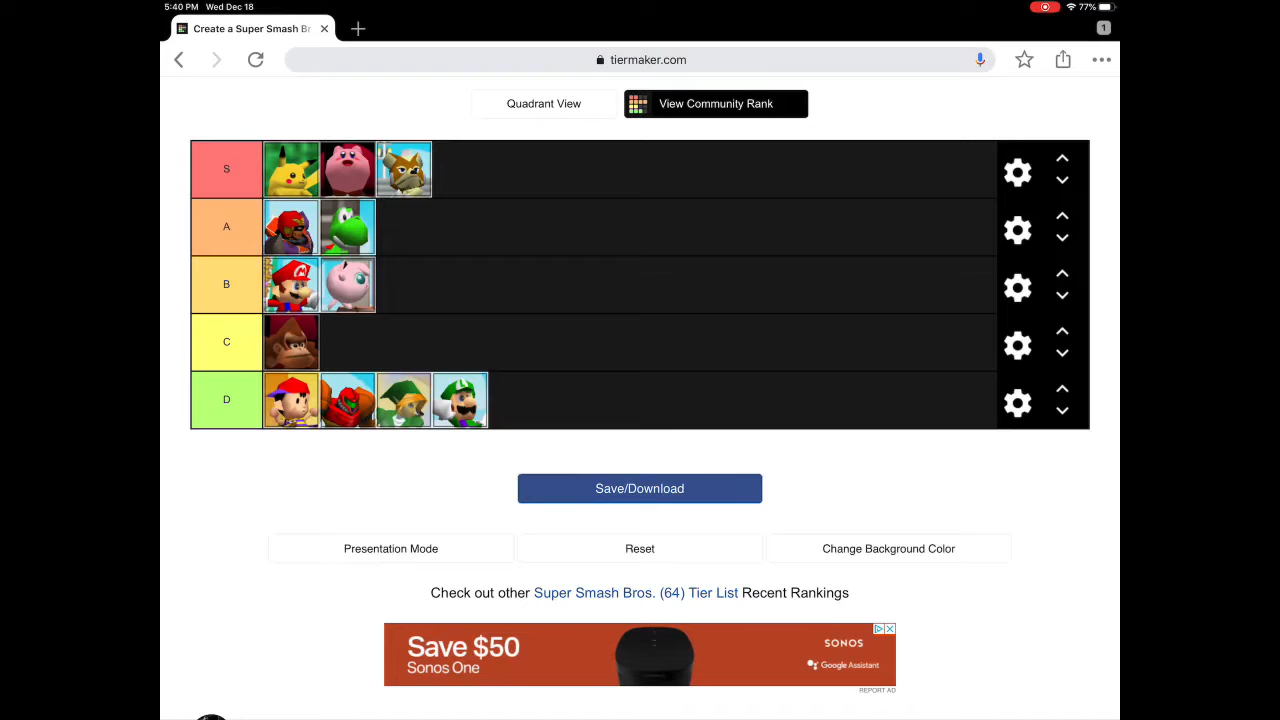 5:40 PM Wed Dec 18
77%
Create a Super Smash Br
1
tiermaker.com
Quadrant View
View Community Rank
S
A
B
C
D
Save/Download
Presentation Mode
Reset
Change Background Color
Check out other Super Smash Bros. (64) Tier List Recent Rankings
Save $50
Sonos One
SONOS
Google Assistant
REPORT AD